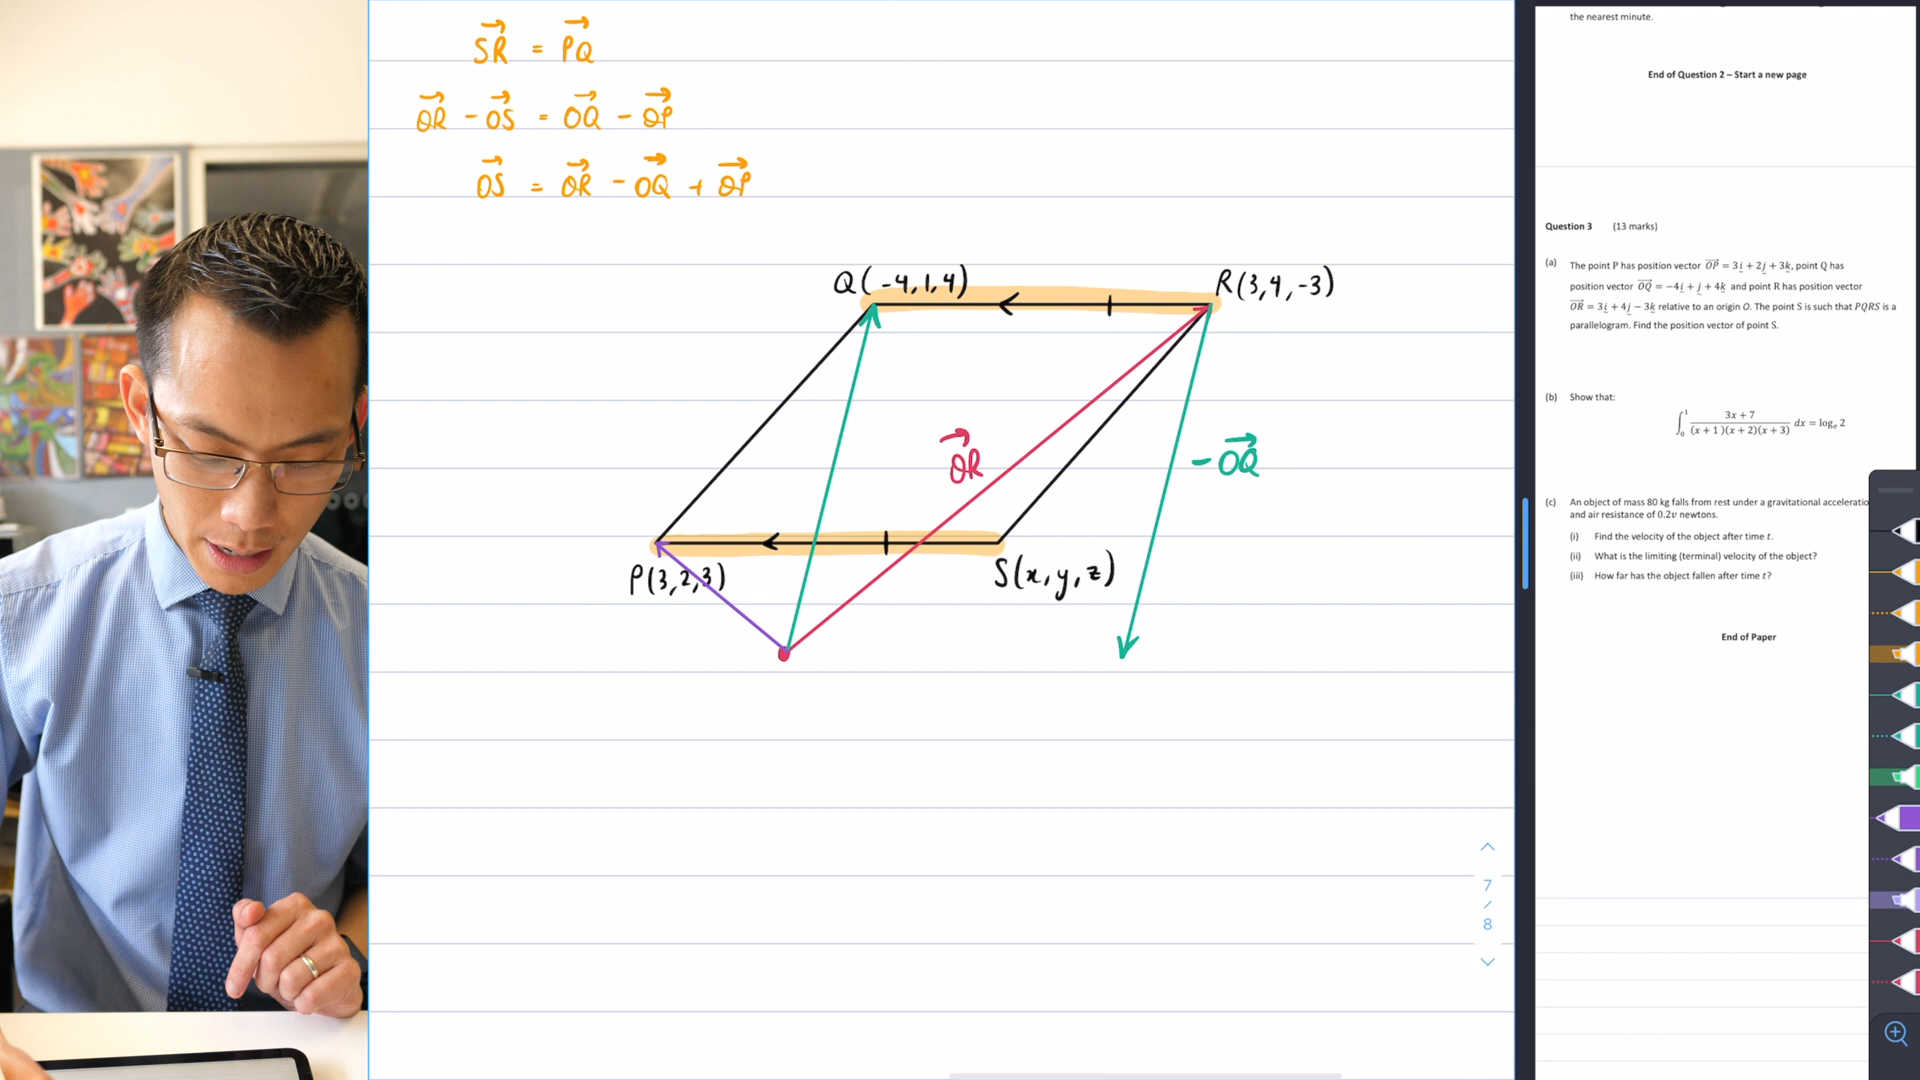 SR = PQ
OR - OS = OQ - OP
OS = OR - OQ + OP
Q(-4,1,4)
R(3,4,-3)
OR
-OQ
P(3,2,3)
S(x,y,z)
7
/
8
the nearest minute.
End of Question 2 – Start a new page
Question 3 (13 marks)
(a) The point P has position vector OP = 3i + 2j + 3k, point Q has
position vector OQ = −4i + j + 4k and point R has position vector
OR = 3i + 4j − 3k relative to an origin O. The point S is such that PQRS is a
parallelogram. Find the position vector of point S.
(b) Show that:
∫₀¹ (3x + 7)/((x + 1)(x + 2)(x + 3)) dx = logₑ 2
(c) An object of mass 80 kg falls from rest under a gravitational acceleratio
and air resistance of 0.2v newtons.
(i) Find the velocity of the object after time t.
(ii) What is the limiting (terminal) velocity of the object?
(iii) How far has the object fallen after time t?
End of Paper